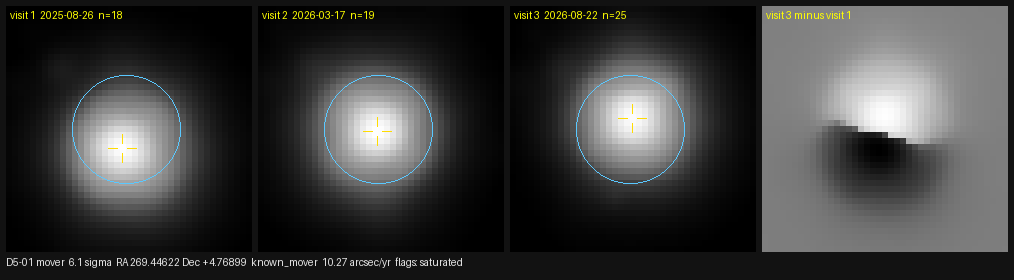 visit 1 2025-08-26 n=18
visit 2 2026-03-17 n=19
visit 3 2026-08-22 n=25
visit 3 minus visit 1
D5-01 mover 6.1 sigma RA 269.44622 Dec +4.76899 known_mover 10.27 arcsec/yr flags: saturated